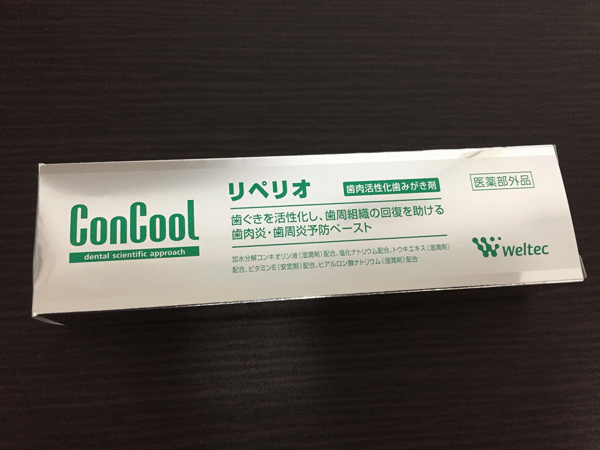 ConCool
dental scientific approach
リペリオ
歯肉活性化歯みがき剤
医薬部外品
歯ぐきを活性化し、歯周組織の回復を助ける
歯肉炎・歯周炎予防ペースト
加水分解コンキオリン液（湿潤剤）配合、塩化ナトリウム配合、トウキエキス（湿潤剤）
配合、ビタミンE（安定剤）配合、ヒアルロン酸ナトリウム（湿潤剤）配合
weltec